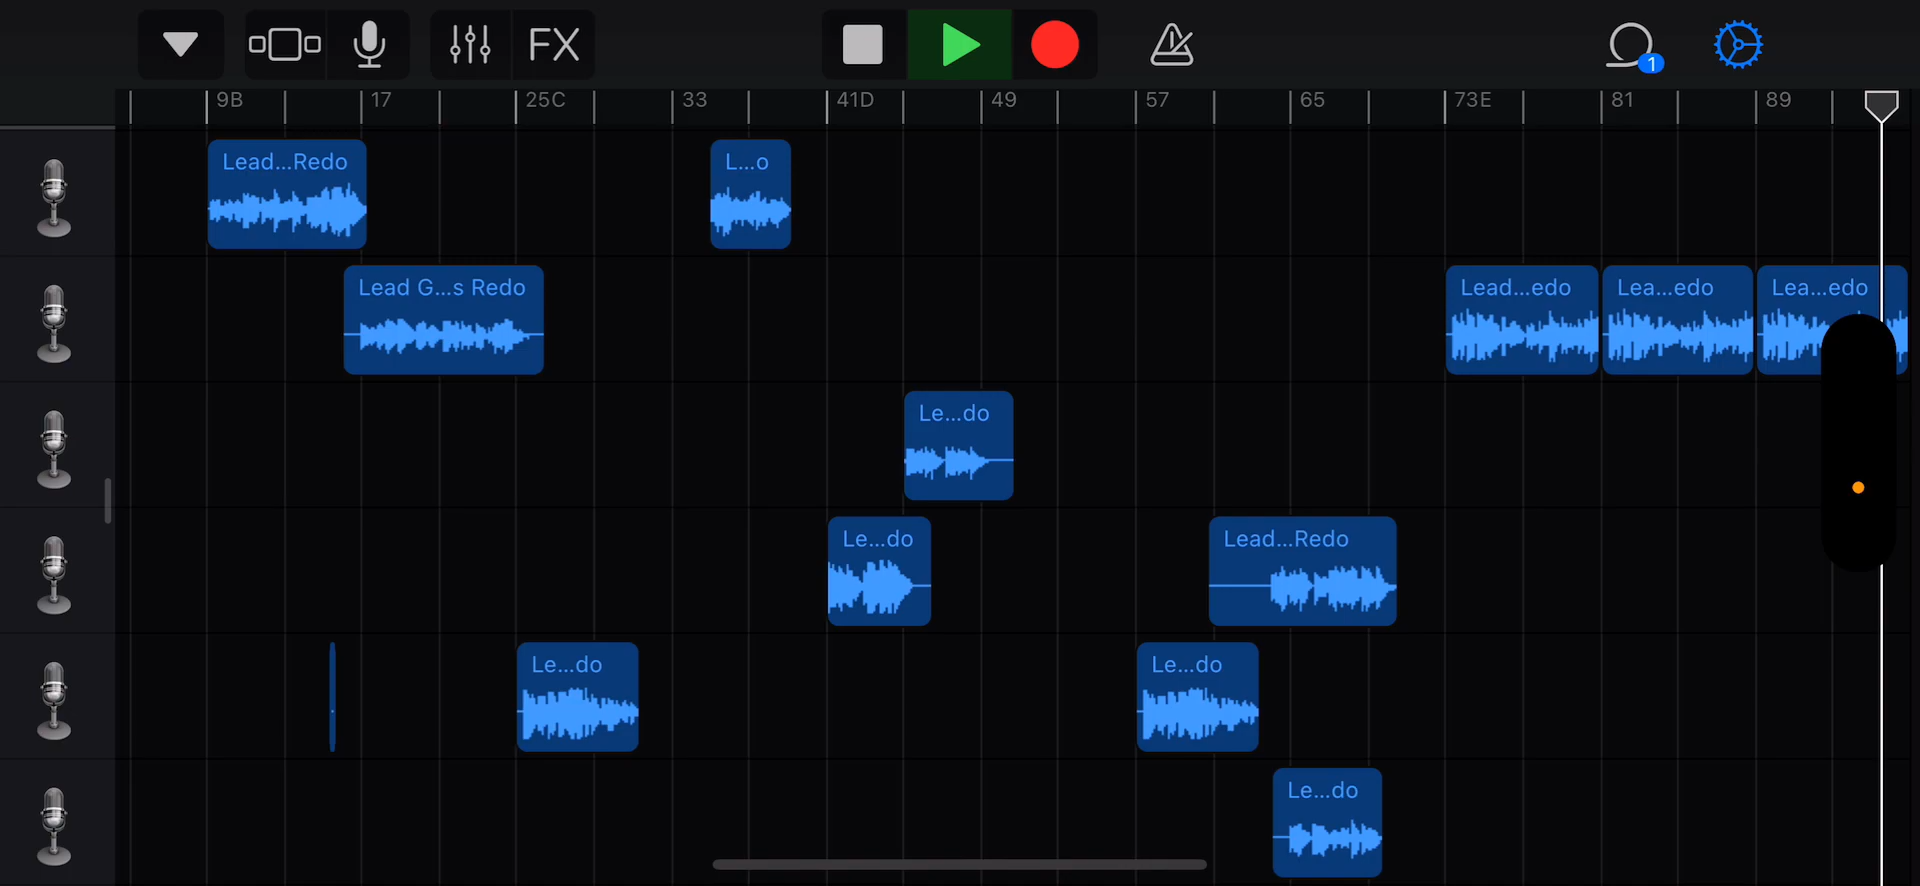 FX
1
9B 17 25C 33 41D 49 57 65 73E 81 89
Lead...Redo L...o
Lead G...s Redo Lead...edo Lea...edo Lea...edo
Le...do
Le...do Lead...Redo
Le...do Le...do
Le...do